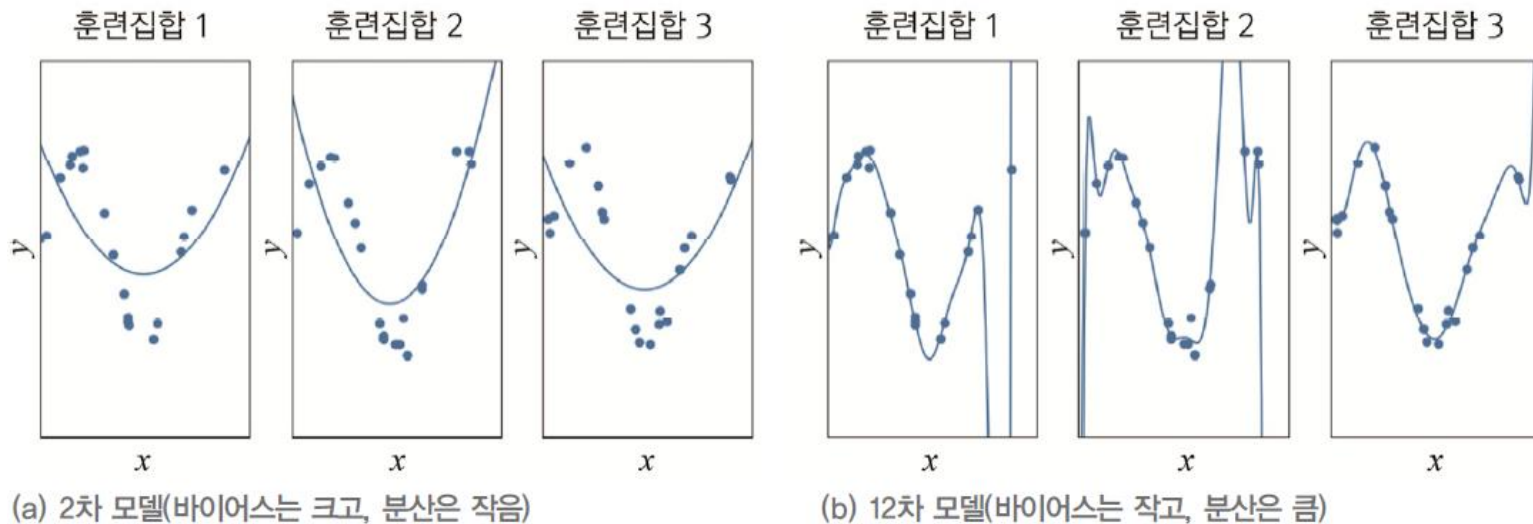 훈련집합 1
훈련집합 2
훈련집합 3
훈련집합 1
훈련집합 2
훈련집합 3
y
y
y
y
y
y
x
x
x
x
x
x
(a) 2차 모델(바이어스는 크고, 분산은 작음)
(b) 12차 모델(바이어스는 작고, 분산은 큼)